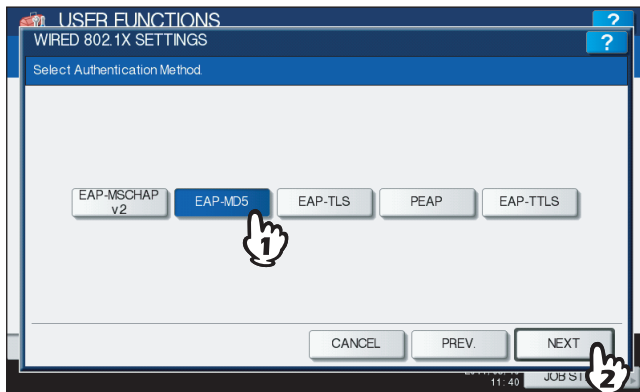 USER FUNCTIONS
?
WIRED 802.1X SETTINGS
?
Select Authentication Method.
EAP-MSCHAP
v2
EAP-MD5
EAP-TLS
PEAP
EAP-TTLS
1
CANCEL
PREV.
NEXT
2
11: 40
JOB ST